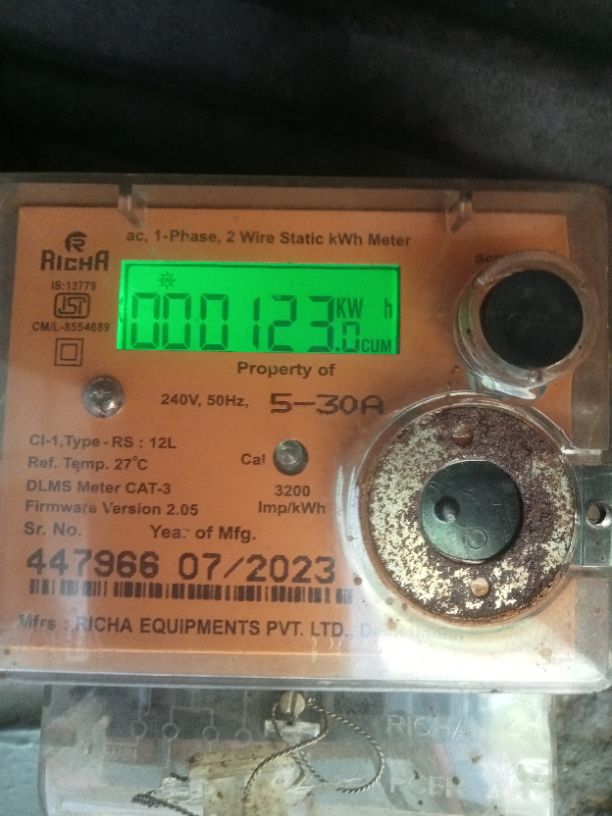 ac, 1-Phase, 2 Wire Static kWh Meter
RICHA
IS:13779
ISI
CM/L-8554689
000123.0 KW h CUM
Property of
240V, 50Hz, 5-30A
Cl-1,Type - RS : 12L
Ref. Temp. 27°C
Cal
DLMS Meter CAT-3
3200
Imp/kWh
Firmware Version 2.05
Sr. No. Year of Mfg.
447966 07/2023
Mfrs : RICHA EQUIPMENTS PVT. LTD.,
RICHA